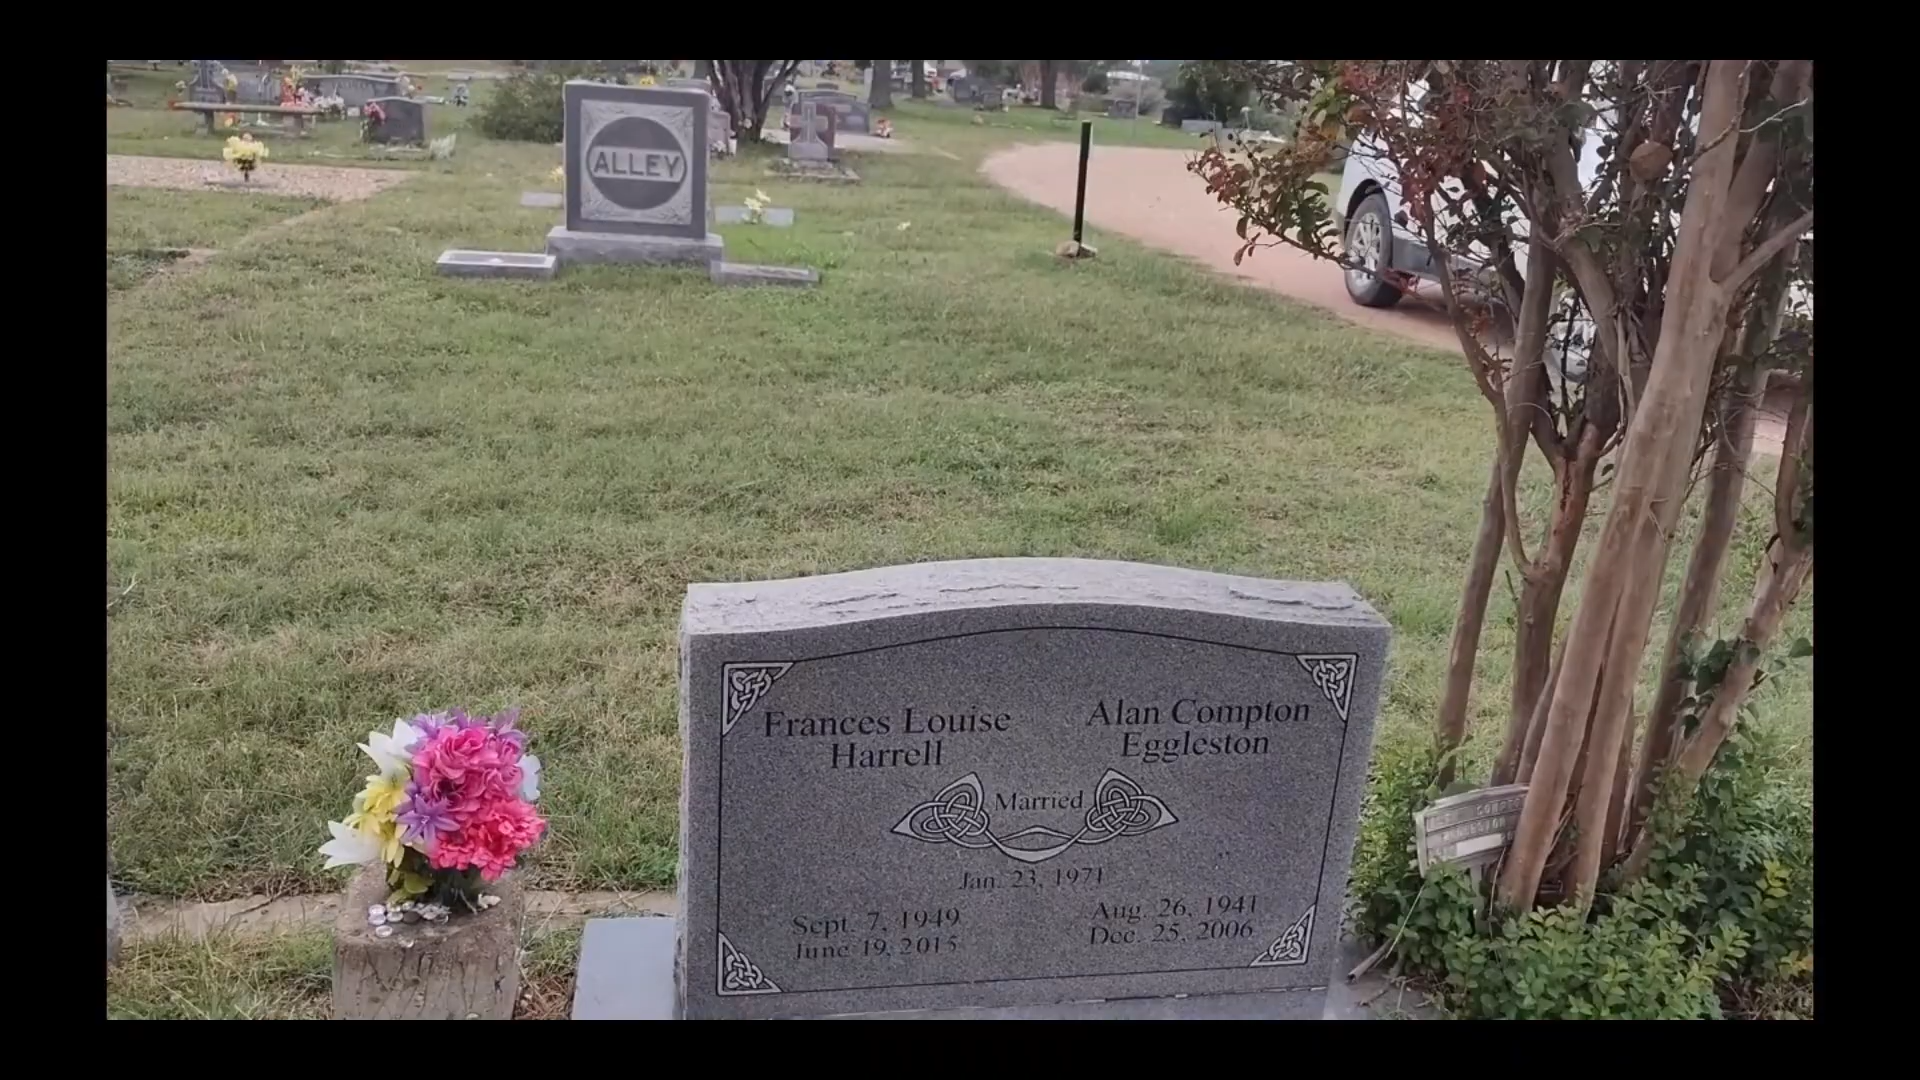 ALLEY
Frances Louise
Harrell
Alan Compton
Eggleston
Married
Jan. 23, 1971
Sept. 7, 1949
June 19, 2015
Aug. 26, 1941
Dec. 25, 2006